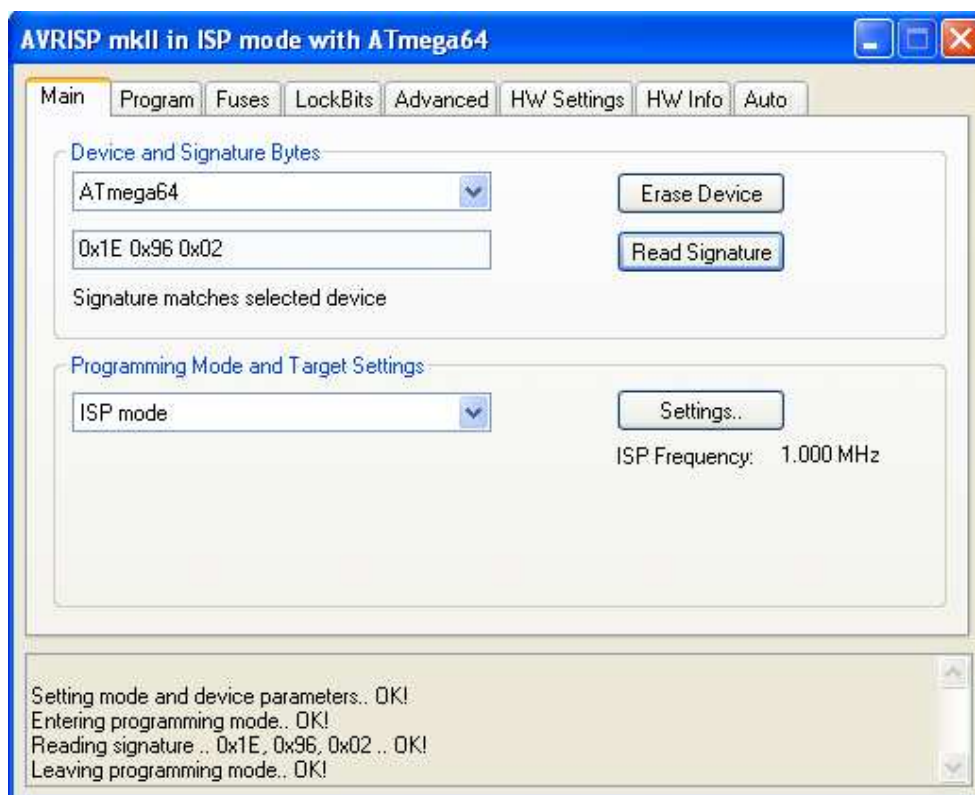 AVRISP mkII in ISP mode with ATmega64
Main Program Fuses LockBits Advanced HW Settings HW Info Auto
Device and Signature Bytes
ATmega64 Erase Device
0x1E 0x96 0x02 Read Signature
Signature matches selected device
Programming Mode and Target Settings
ISP mode Settings..
ISP Frequency: 1.000 MHz
Setting mode and device parameters.. OK!
Entering programming mode.. OK!
Reading signature .. 0x1E, 0x96, 0x02 .. OK!
Leaving programming mode.. OK!